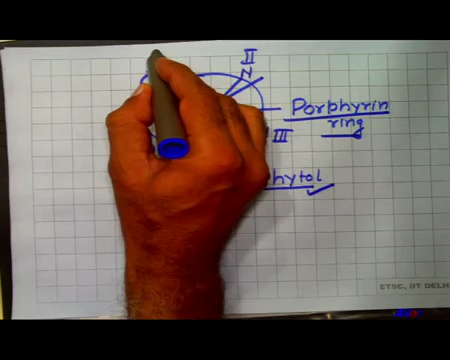 II
N
Porphyrin
ring
III
hytol
ETSC, IIT DELH